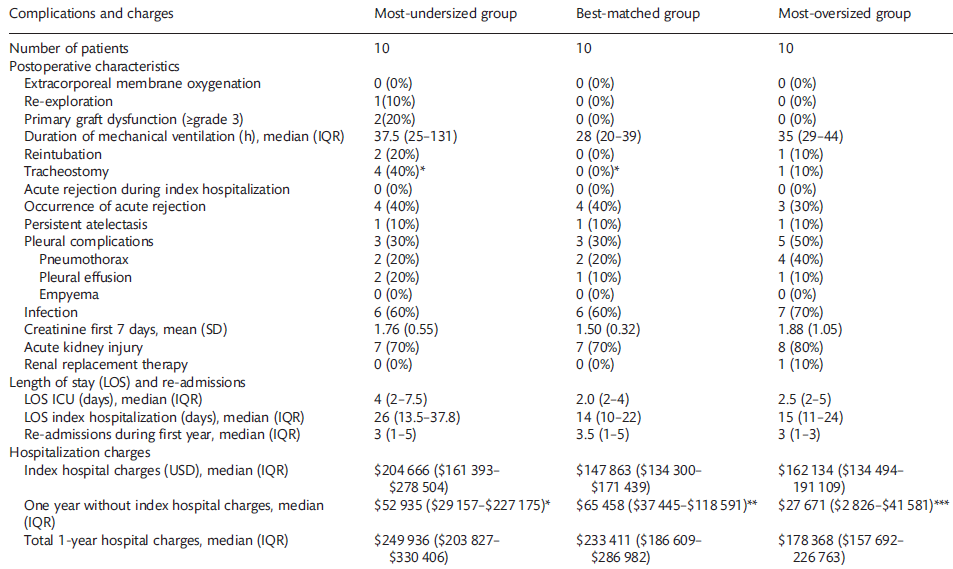 Complications and charges Most-undersized group Best-matched group Most-oversized group
Number of patients 10 10 10
Postoperative characteristics
Extracorporeal membrane oxygenation 0 (0%) 0 (0%) 0 (0%)
Re-exploration 1(10%) 0 (0%) 0 (0%)
Primary graft dysfunction (≥grade 3) 2(20%) 0 (0%) 0 (0%)
Duration of mechanical ventilation (h), median (IQR) 37.5 (25–131) 28 (20–39) 35 (29–44)
Reintubation 2 (20%) 0 (0%) 1 (10%)
Tracheostomy 4 (40%)* 0 (0%)* 1 (10%)
Acute rejection during index hospitalization 0 (0%) 0 (0%) 0 (0%)
Occurrence of acute rejection 4 (40%) 4 (40%) 3 (30%)
Persistent atelectasis 1 (10%) 1 (10%) 1 (10%)
Pleural complications 3 (30%) 3 (30%) 5 (50%)
Pneumothorax 2 (20%) 2 (20%) 4 (40%)
Pleural effusion 2 (20%) 1 (10%) 1 (10%)
Empyema 0 (0%) 0 (0%) 0 (0%)
Infection 6 (60%) 6 (60%) 7 (70%)
Creatinine first 7 days, mean (SD) 1.76 (0.55) 1.50 (0.32) 1.88 (1.05)
Acute kidney injury 7 (70%) 7 (70%) 8 (80%)
Renal replacement therapy 0 (0%) 0 (0%) 1 (10%)
Length of stay (LOS) and re-admissions
LOS ICU (days), median (IQR) 4 (2–7.5) 2.0 (2–4) 2.5 (2–5)
LOS index hospitalization (days), median (IQR) 26 (13.5–37.8) 14 (10–22) 15 (11–24)
Re-admissions during first year, median (IQR) 3 (1–5) 3.5 (1–5) 3 (1–3)
Hospitalization charges
Index hospital charges (USD), median (IQR) $204 666 ($161 393– $147 863 ($134 300– $162 134 ($134 494–
$278 504) $171 439) 191 109)
One year without index hospital charges, median $52 935 ($29 157–$227 175)* $65 458 ($37 445–$118 591)** $27 671 ($2 826–$41 581)***
(IQR)
Total 1-year hospital charges, median (IQR) $249 936 ($203 827– $233 411 ($186 609– $178 368 ($157 692–
$330 406) $286 982) 226 763)